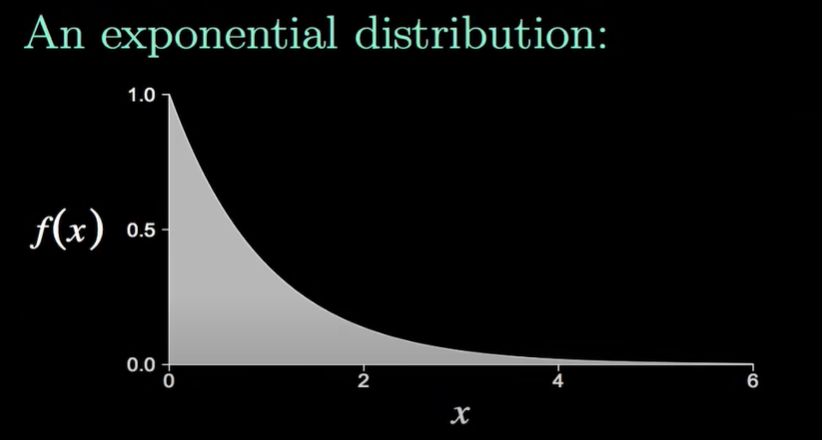 An exponential distribution:
1.0
f(x) 0.5
0.0
0 2 4 6
x